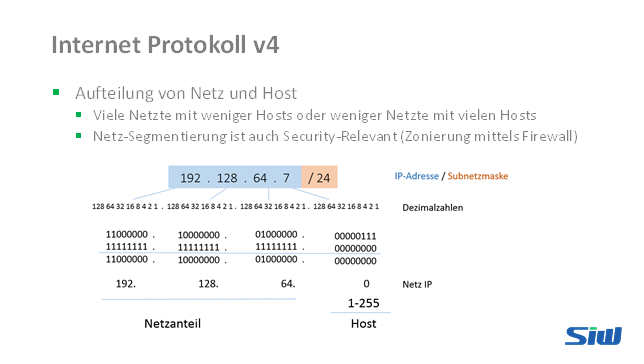 Internet Protokoll v4
Aufteilung von Netz und Host
Viele Netzte mit weniger Hosts oder weniger Netzte mit vielen Hosts
Netz-Segmentierung ist auch Security-Relevant (Zonierung mittels Firewall)
192 . 128 . 64 . 7 / 24
IP-Adresse / Subnetzmaske
128 64 32 16 8 4 2 1 . 128 64 32 16 8 4 2 1 . 128 64 32 16 8 4 2 1 . 128 64 32 16 8 4 2 1
Dezimalzahlen
11000000 . 10000000 . 01000000 . 00000111
11111111 . 11111111 . 11111111 . 00000000
11000000 . 10000000 . 01000000 . 00000000
192. 128. 64. 0 Netz IP
1-255
Netzanteil Host
SIW